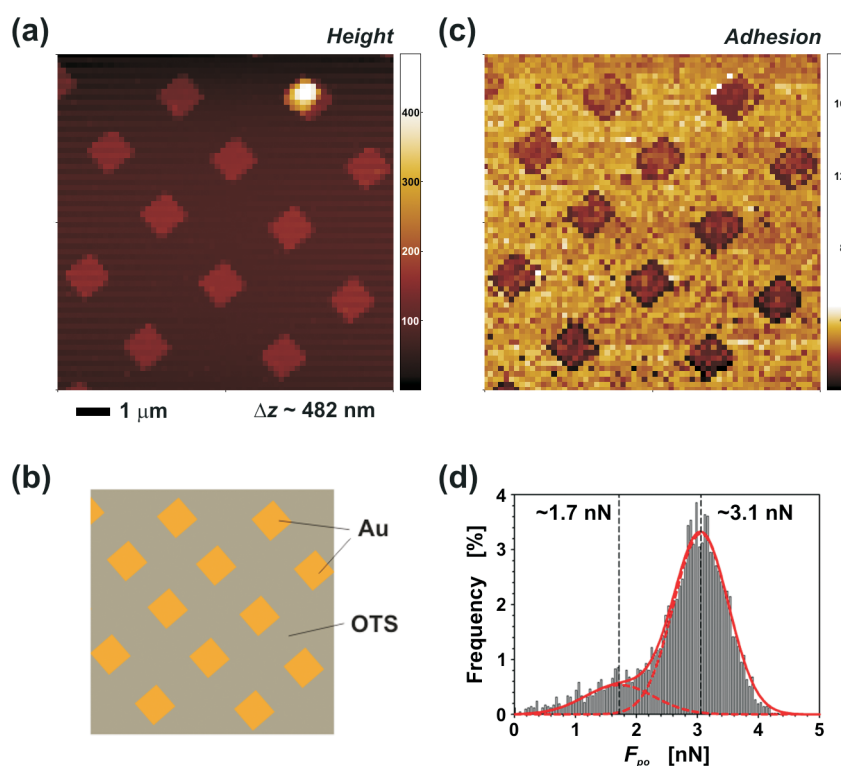 (a)
Height
400
300
200
100
1 μm
Δz ~ 482 nm
(c)
Adhesion
(b)
Au
OTS
(d)
~1.7 nN
~3.1 nN
4
3
2
1
0
Frequency [%]
0 1 2 3 4 5
F_po [nN]